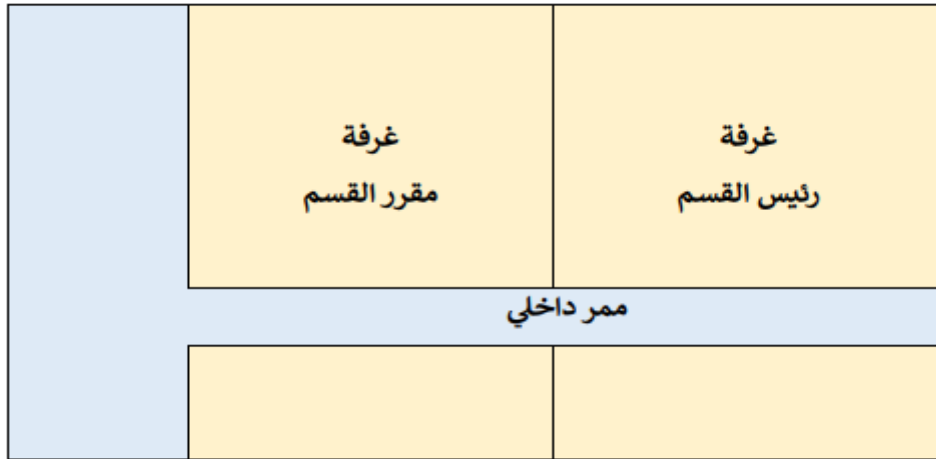 غرفة
رئيس القسم
غرفة
مقرر القسم
ممر داخلي